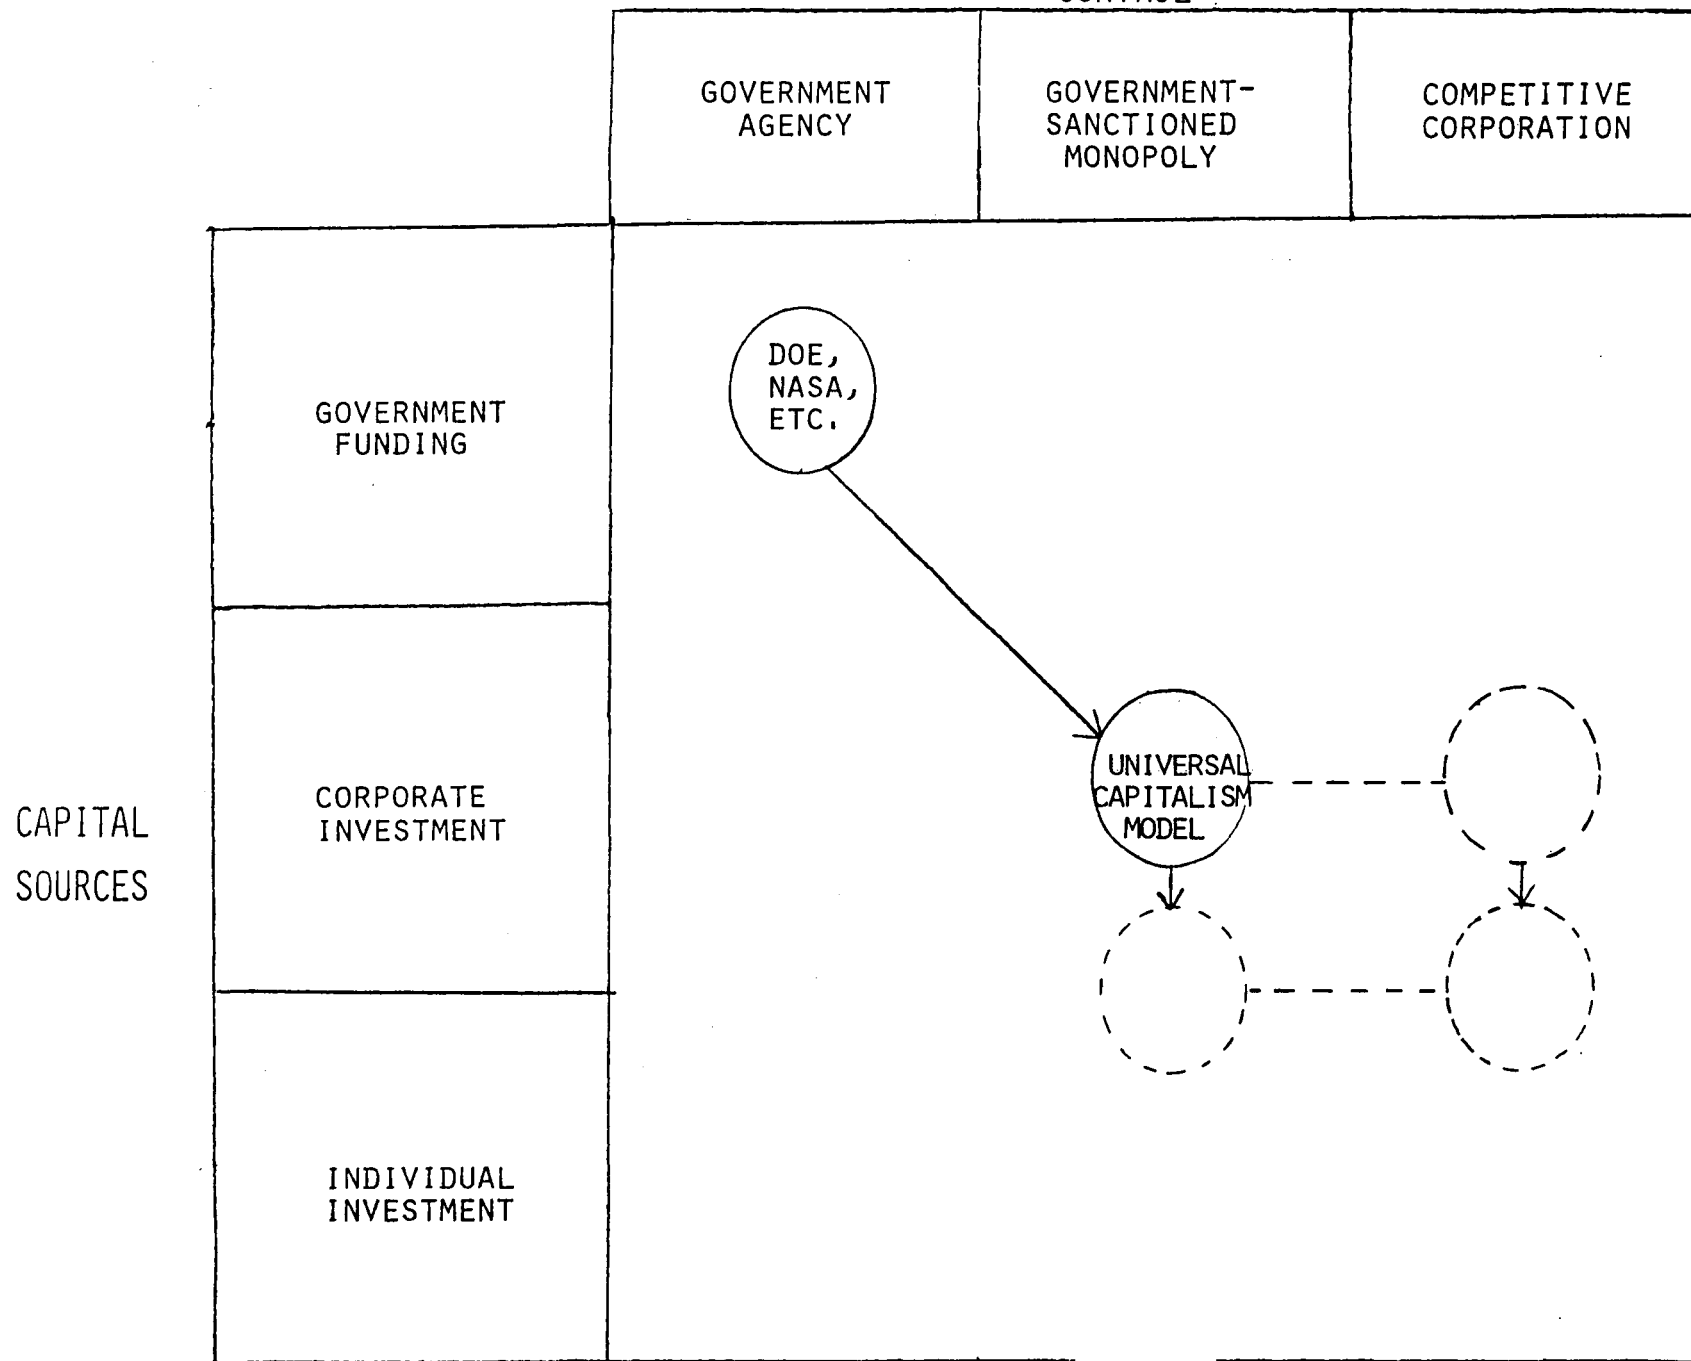 GOVERNMENT
AGENCY
GOVERNMENT-
SANCTIONED
MONOPOLY
COMPETITIVE
CORPORATION
GOVERNMENT
FUNDING
DOE,
NASA,
ETC.
CAPITAL
SOURCES
CORPORATE
INVESTMENT
UNIVERSAL
CAPITALISM
MODEL
INDIVIDUAL
INVESTMENT